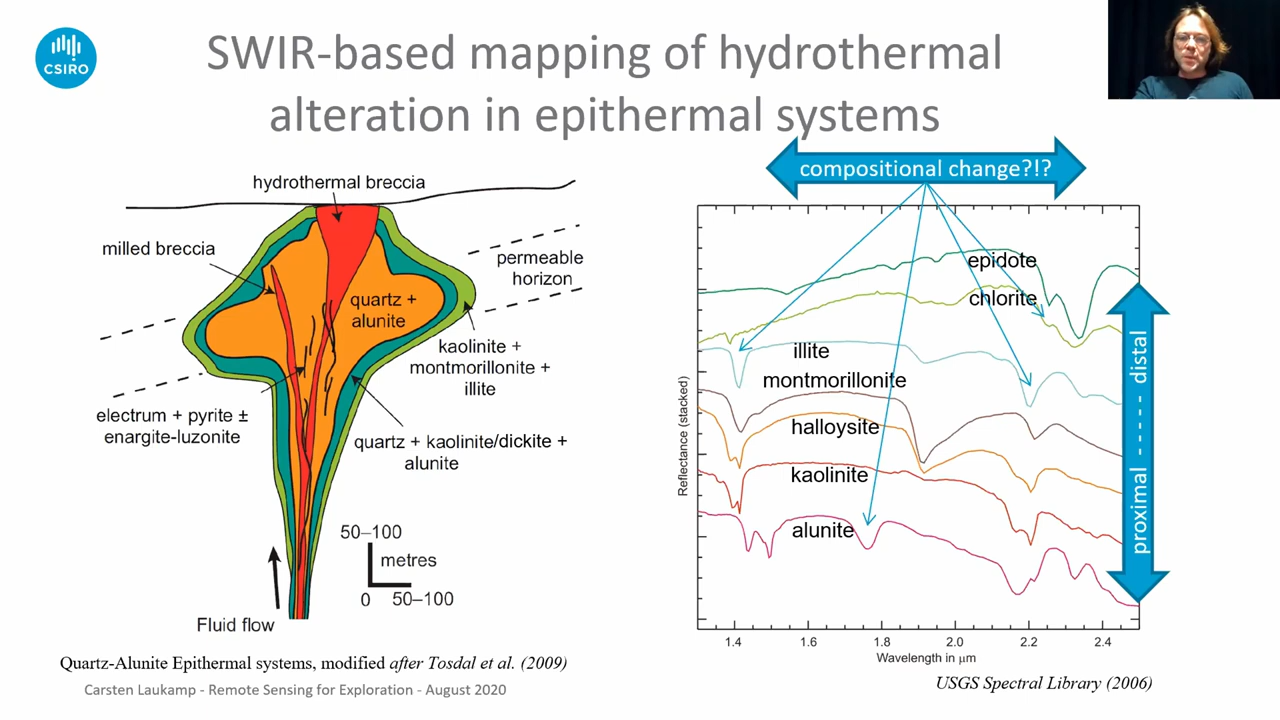 CSIRO
SWIR-based mapping of hydrothermal
alteration in epithermal systems
hydrothermal breccia
milled breccia
permeable
horizon
quartz +
alunite
kaolinite +
montmorillonite +
illite
electrum + pyrite ±
enargite-luzonite
quartz + kaolinite/dickite +
alunite
50–100
metres
0 50–100
Fluid flow
Quartz-Alunite Epithermal systems, modified after Tosdal et al. (2009)
Carsten Laukamp - Remote Sensing for Exploration - August 2020
compositional change?!?
epidote
chlorite
illite
montmorillonite
halloysite
kaolinite
alunite
Reflectance (stacked)
1.4 1.6 1.8 2.0 2.2 2.4
Wavelength in µm
proximal - - - - - distal
USGS Spectral Library (2006)